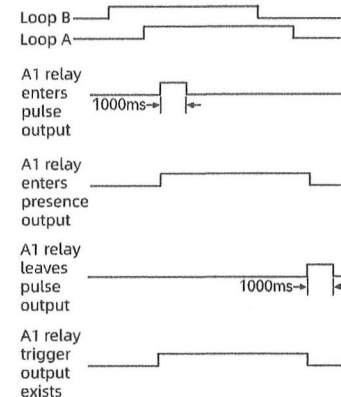 Loop B
Loop A
A1 relay
enters
pulse
output
1000ms
A1 relay
enters
presence
output
A1 relay
leaves
pulse
output
1000ms
A1 relay
trigger
output
exists